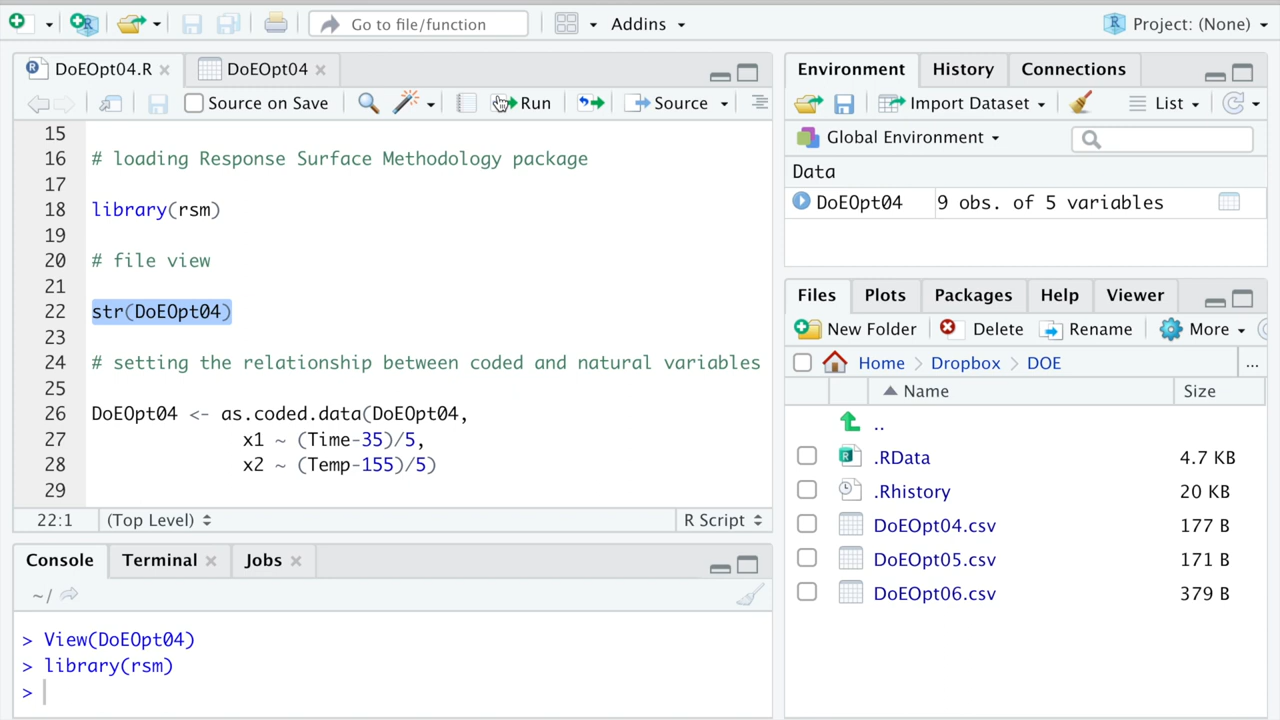 Go to file/function
Addins
Project: (None)
DoEOpt04.R
DoEOpt04
Source on Save
Run
Source
15
16 # loading Response Surface Methodology package
17
18 library(rsm)
19
20 # file view
21
22 str(DoEOpt04)
23
24 # setting the relationship between coded and natural variables
25
26 DoEOpt04 <- as.coded.data(DoEOpt04,
27 x1 ~ (Time-35)/5,
28 x2 ~ (Temp-155)/5)
29
22:1 (Top Level) R Script
Console Terminal Jobs
~/
> View(DoEOpt04)
> library(rsm)
>
Environment History Connections
Import Dataset List
Global Environment
Data
DoEOpt04 9 obs. of 5 variables
Files Plots Packages Help Viewer
New Folder Delete Rename More
Home Dropbox DOE ...
Name Size
..
.RData 4.7 KB
.Rhistory 20 KB
DoEOpt04.csv 177 B
DoEOpt05.csv 171 B
DoEOpt06.csv 379 B